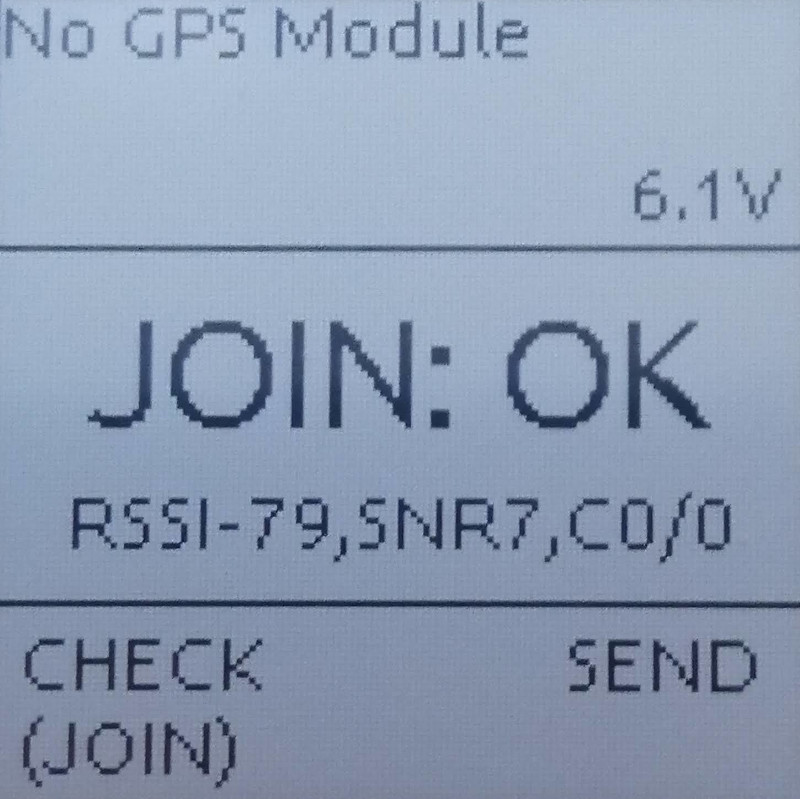 No GPS Module
6.1V
JOIN: OK
RSSI-79,SNR7,C0/0
CHECK SEND
(JOIN)